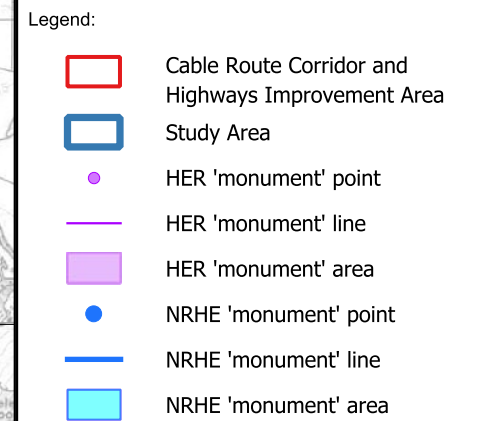 Legend:
Cable Route Corridor and
Highways Improvement Area
Study Area
HER 'monument' point
HER 'monument' line
HER 'monument' area
NRHE 'monument' point
NRHE 'monument' line
NRHE 'monument' area